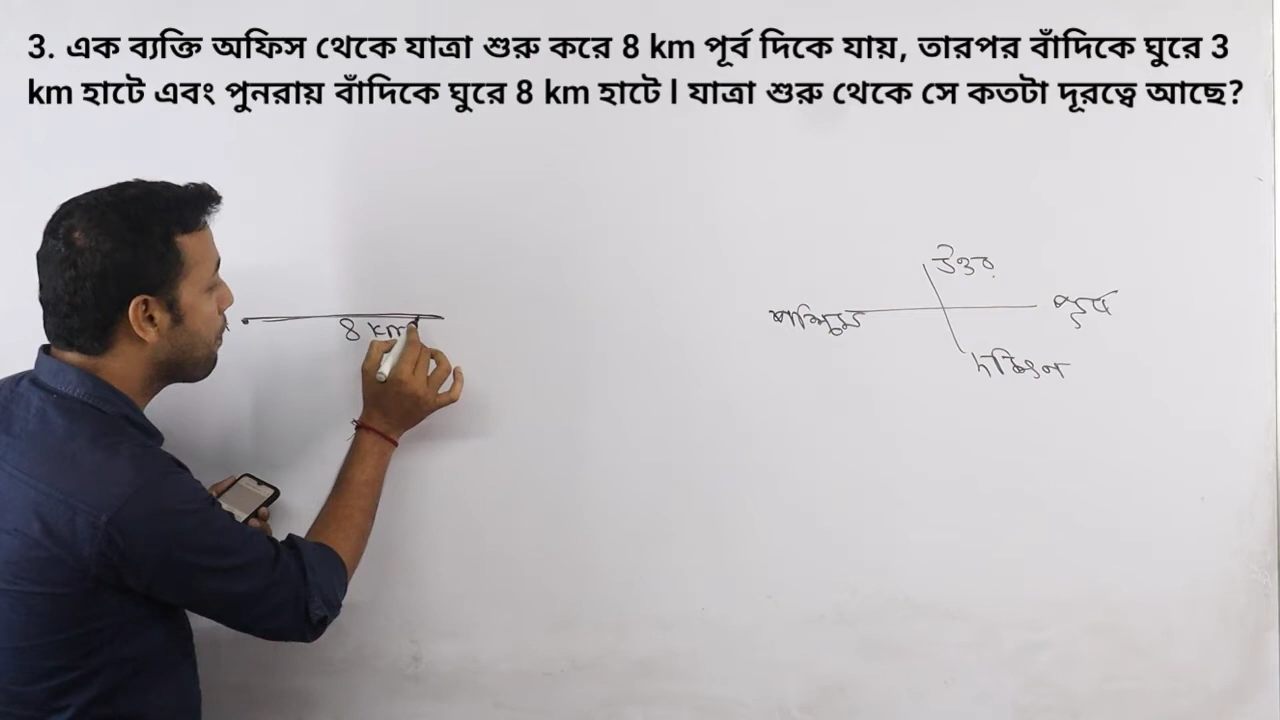 3. এক ব্যক্তি অফিস থেকে যাত্রা শুরু করে 8 km পূর্ব দিকে যায়, তারপর বাঁদিকে ঘুরে 3
km হাটে এবং পুনরায় বাঁদিকে ঘুরে 8 km হাটে l যাত্রা শুরু থেকে সে কতটা দূরত্বে আছে?
উত্তর
পশ্চিম
পূর্ব
8 km
দক্ষিণ